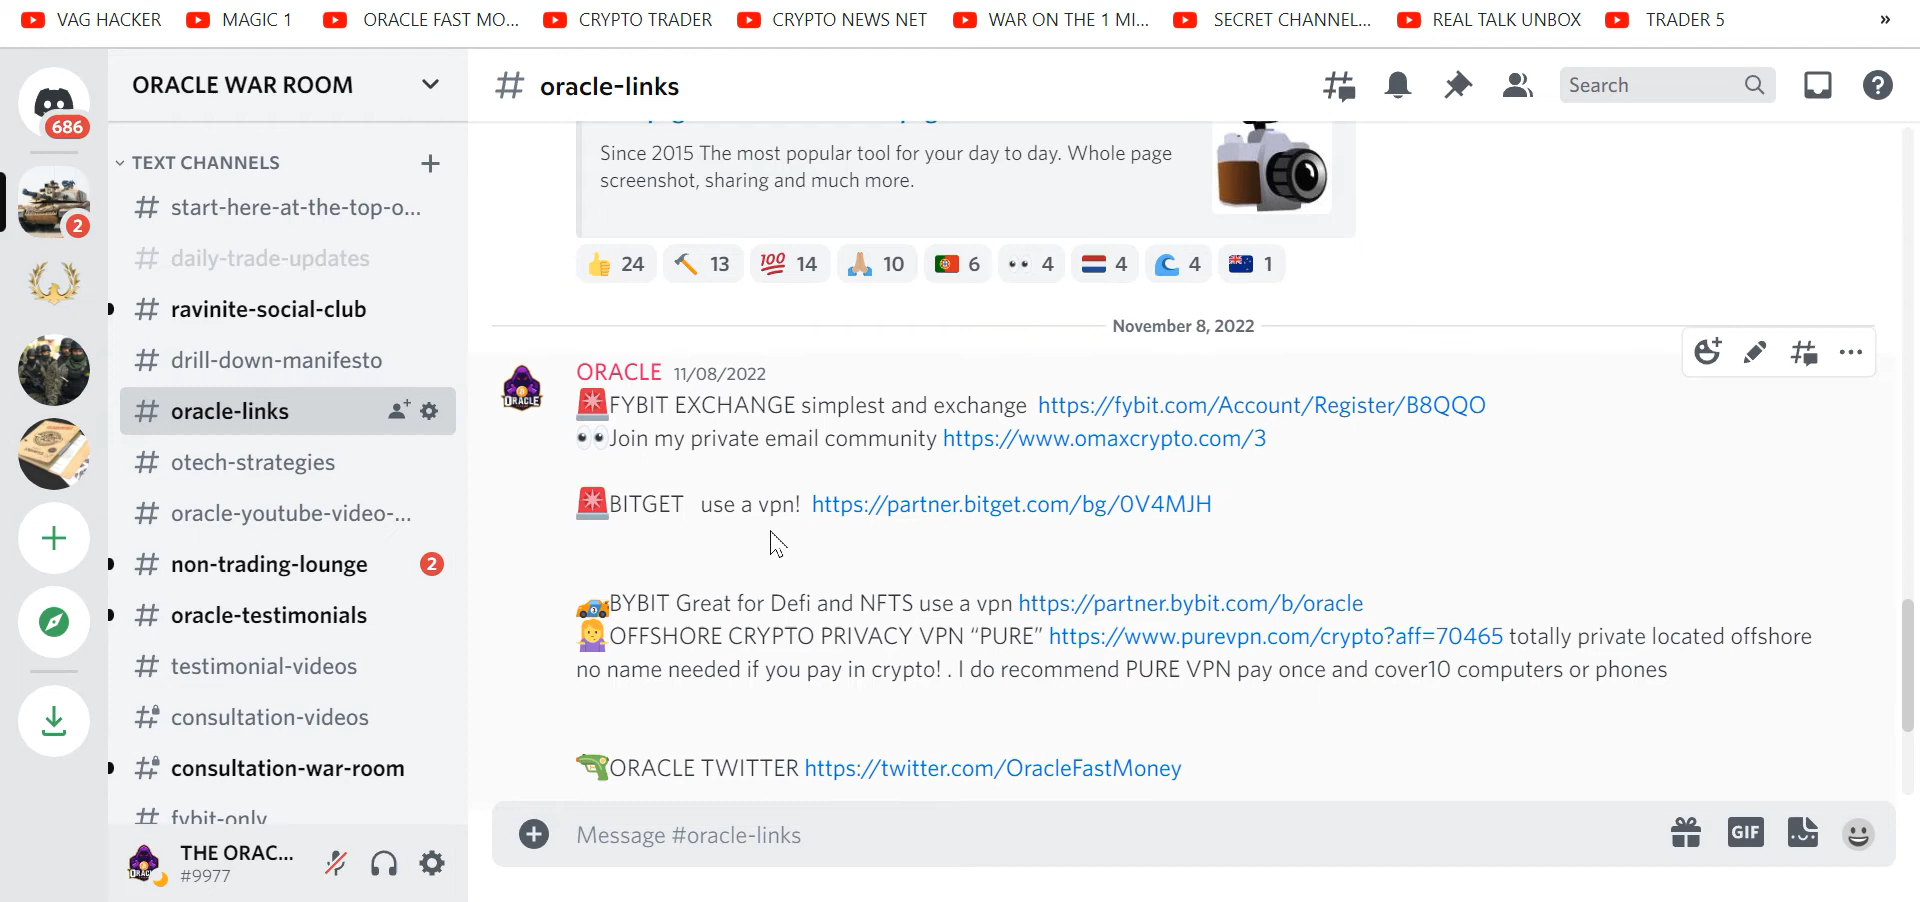 VAG HACKER
MAGIC 1
ORACLE FAST MO...
CRYPTO TRADER
CRYPTO NEWS NET
WAR ON THE 1 MI...
SECRET CHANNEL...
REAL TALK UNBOX
TRADER 5
»
686
2
ORACLE WAR ROOM
TEXT CHANNELS
start-here-at-the-top-o...
daily-trade-updates
ravinite-social-club
drill-down-manifesto
oracle-links
otech-strategies
oracle-youtube-video-...
non-trading-lounge 2
oracle-testimonials
testimonial-videos
consultation-videos
consultation-war-room
fybit-only
THE ORAC...
#9977
# oracle-links
Search
Since 2015 The most popular tool for your day to day. Whole page
screenshot, sharing and much more.
👍 24 🔨 13 💯 14 🙏 10 🇵🇹 6 👀 4 🇳🇱 4 🌊 4 🇳🇿 1
November 8, 2022
ORACLE 11/08/2022
🚨FYBIT EXCHANGE simplest and exchange https://fybit.com/Account/Register/B8QQO
👀Join my private email community https://www.omaxcrypto.com/3
🚨BITGET use a vpn! https://partner.bitget.com/bg/0V4MJH
BYBIT Great for Defi and NFTS use a vpn https://partner.bybit.com/b/oracle
OFFSHORE CRYPTO PRIVACY VPN “PURE” https://www.purevpn.com/crypto?aff=70465 totally private located offshore
no name needed if you pay in crypto! . I do recommend PURE VPN pay once and cover10 computers or phones
🔫ORACLE TWITTER https://twitter.com/OracleFastMoney
Message #oracle-links
GIF